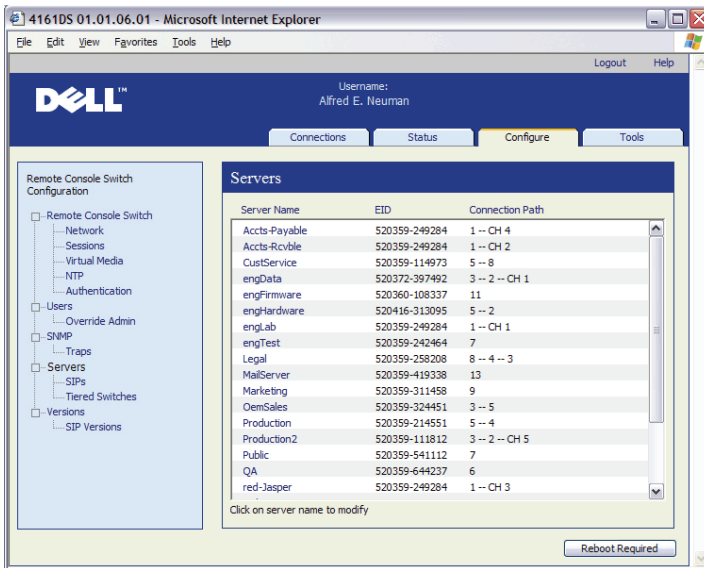 4161DS 01.01.06.01 - Microsoft Internet Explorer
File Edit View Favorites Tools Help
Logout Help
DELL™
Username:
Alfred E. Neuman
Connections Status Configure Tools
Remote Console Switch
Configuration
Remote Console Switch
Network
Sessions
Virtual Media
NTP
Authentication
Users
Override Admin
SNMP
Traps
Servers
SIPs
Tiered Switches
Versions
SIP Versions
Servers
Server Name EID Connection Path
Accts-Payable 520359-249284 1 -- CH 4
Accts-Rcvble 520359-249284 1 -- CH 2
CustService 520359-114973 5 -- 8
engData 520372-397492 3 -- 2 -- CH 1
engFirmware 520360-108337 11
engHardware 520416-313095 5 -- 2
engLab 520359-249284 1 -- CH 1
engTest 520359-242464 7
Legal 520359-258208 8 -- 4 -- 3
MailServer 520359-419338 13
Marketing 520359-311458 9
OemSales 520359-324451 3 -- 5
Production 520359-214551 5 -- 4
Production2 520359-111812 3 -- 2 -- CH 5
Public 520359-541112 7
QA 520359-644237 6
red-Jasper 520359-249284 1 -- CH 3
Click on server name to modify
Reboot Required